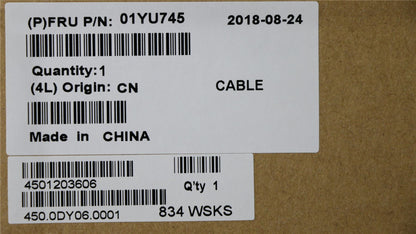 (P)FRU P/N: 01YU745 2018-08-24
Quantity:1
(4L) Origin: CN CABLE
Made in CHINA
4501203606 Q'ty 1
450.0DY06.0001 834 WSKS